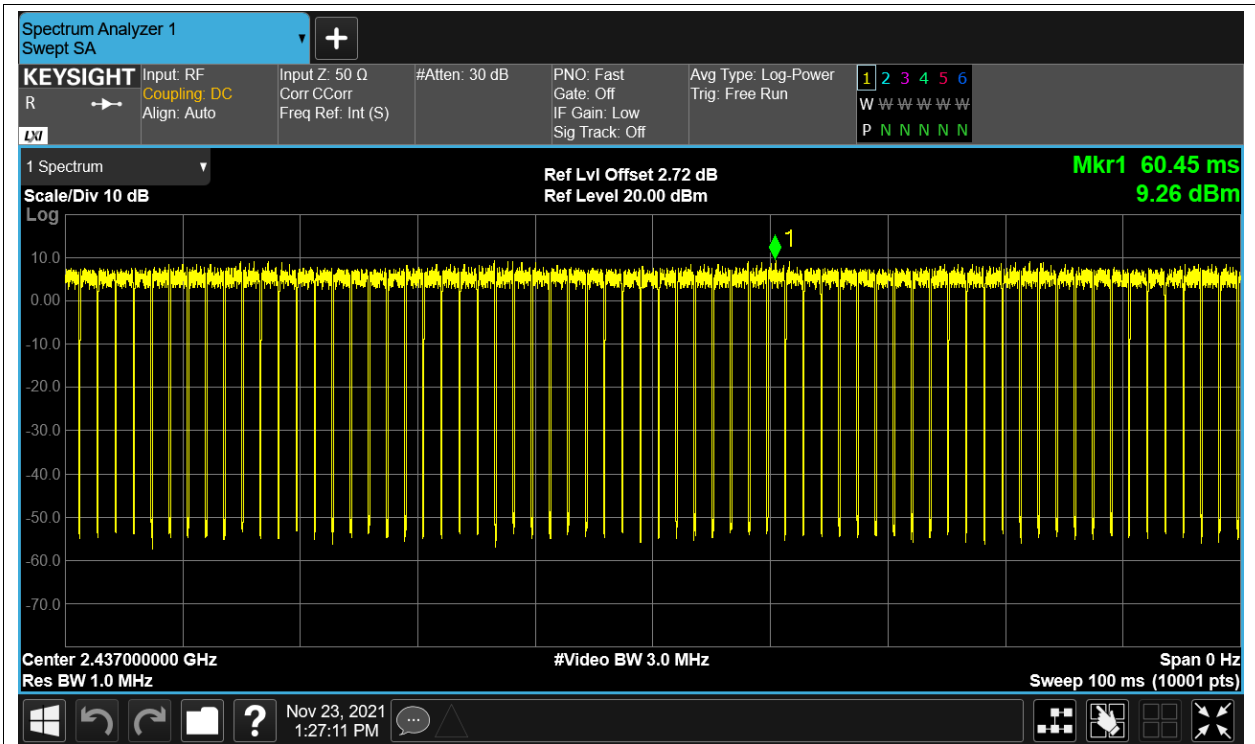 Spectrum Analyzer 1
Swept SA
KEYSIGHT
R
LXI
Input: RF
Coupling: DC
Align: Auto
Input Z: 50 Ω
Corr CCorr
Freq Ref: Int (S)
#Atten: 30 dB
PNO: Fast
Gate: Off
IF Gain: Low
Sig Track: Off
Avg Type: Log-Power
Trig: Free Run
1 2 3 4 5 6
W W W W W W
P N N N N N
1 Spectrum
Scale/Div 10 dB
Ref Lvl Offset 2.72 dB
Ref Level 20.00 dBm
Mkr1 60.45 ms
9.26 dBm
Log
1
10.0
0.00
-10.0
-20.0
-30.0
-40.0
-50.0
-60.0
-70.0
Center 2.437000000 GHz
#Video BW 3.0 MHz
Span 0 Hz
Res BW 1.0 MHz
Sweep 100 ms (10001 pts)
?
Nov 23, 2021
1:27:11 PM